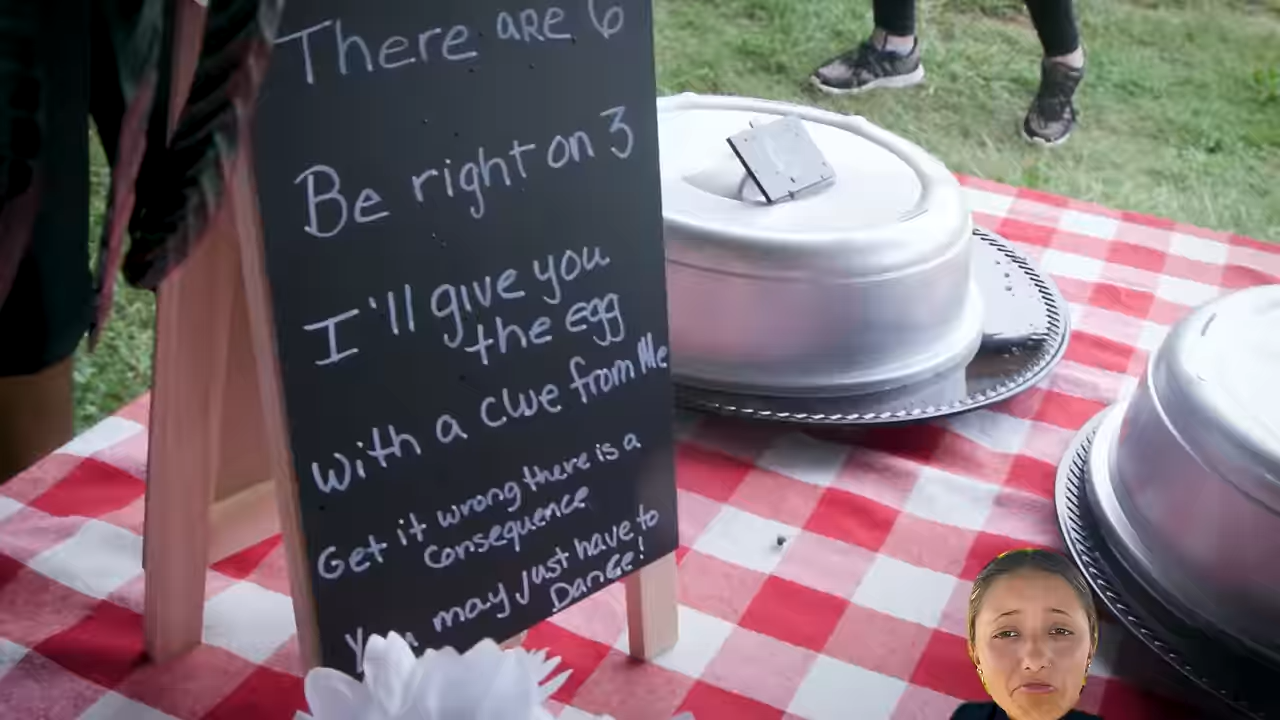 There are 6
Be right on 3
I'll give you
the egg
with a clue from Me
Get it wrong there is a
consequence
You may just have to
Dance!